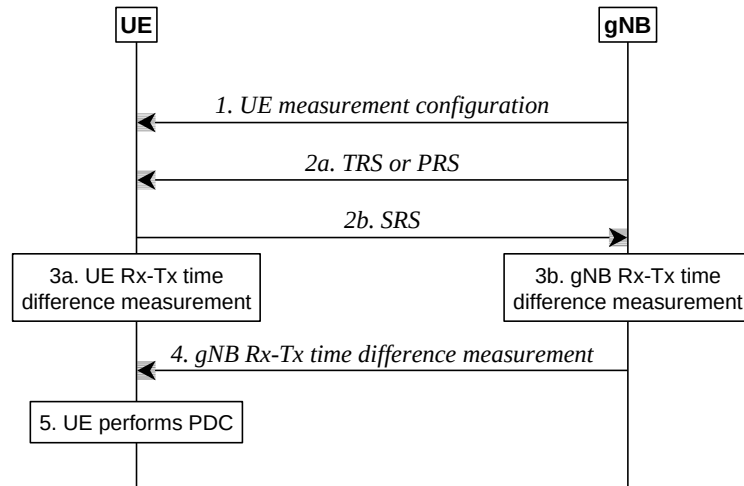 UE
gNB
1. UE measurement configuration
2a. TRS or PRS
2b. SRS
3a. UE Rx-Tx time
difference measurement
3b. gNB Rx-Tx time
difference measurement
4. gNB Rx-Tx time difference measurement
5. UE performs PDC